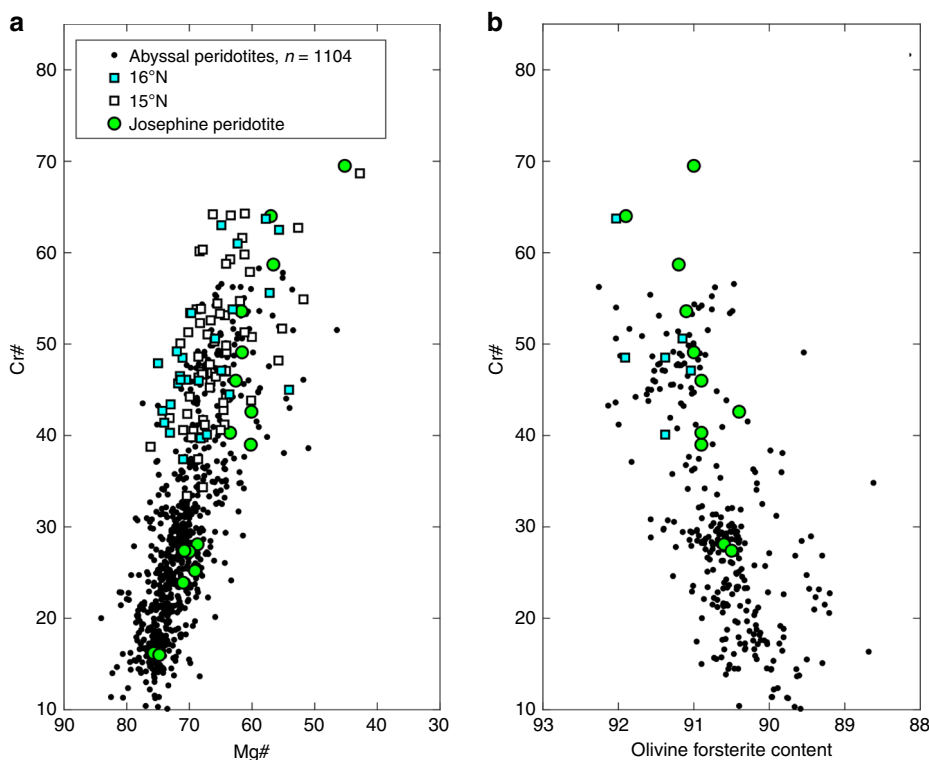 a
b
Abyssal peridotites, n = 1104
16°N
15°N
Josephine peridotite
80
70
60
50
40
30
20
10
Cr#
90 80 70 60 50 40 30
Mg#
80
70
60
50
40
30
20
10
Cr#
93 92 91 90 89 88
Olivine forsterite content